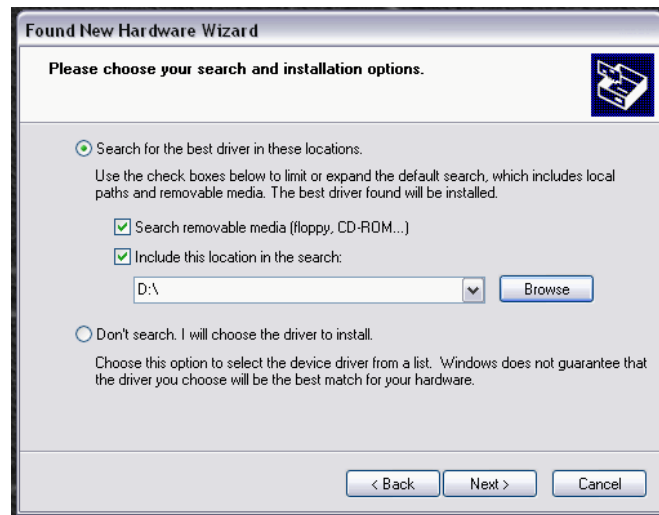 Found New Hardware Wizard
Please choose your search and installation options.
Search for the best driver in these locations.
Use the check boxes below to limit or expand the default search, which includes local
paths and removable media. The best driver found will be installed.
Search removable media (floppy, CD-ROM...)
Include this location in the search:
D:\
Browse
Don't search. I will choose the driver to install.
Choose this option to select the device driver from a list. Windows does not guarantee that
the driver you choose will be the best match for your hardware.
< Back
Next >
Cancel